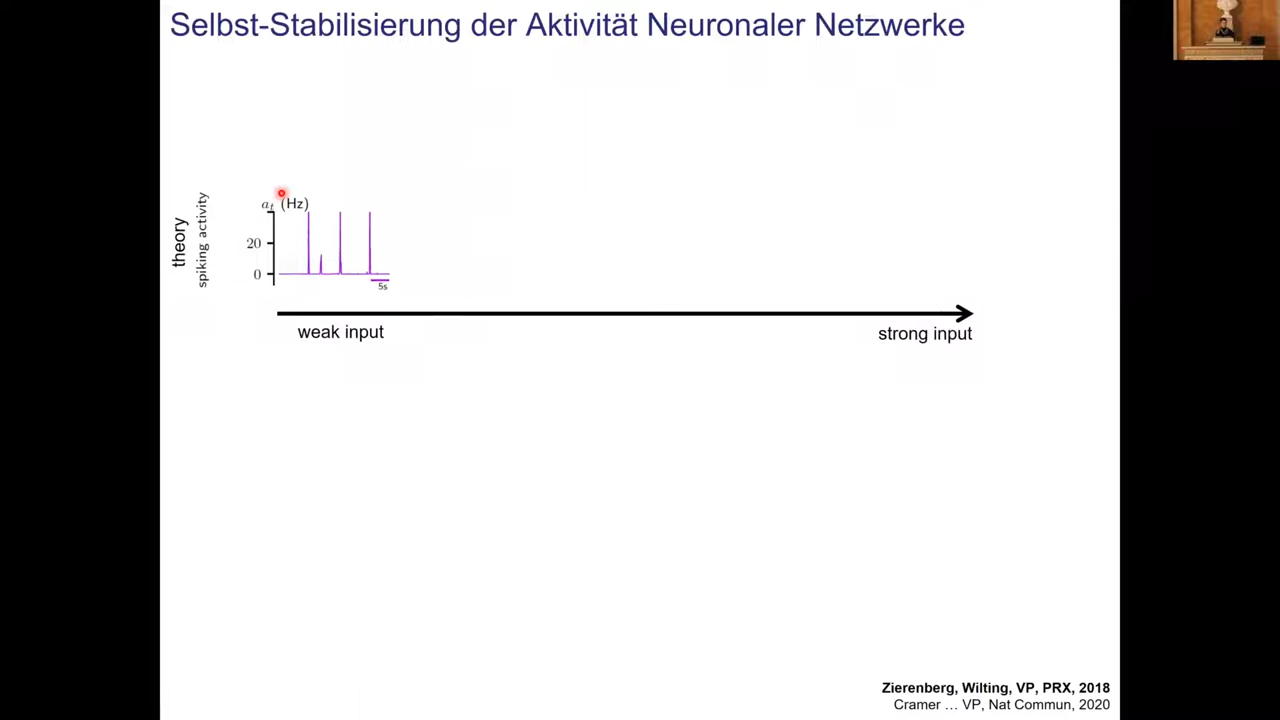 Selbst-Stabilisierung der Aktivität Neuronaler Netzwerke
theory
spiking activity
aₜ (Hz)
20
0
5s
weak input
strong input
Zierenberg, Wilting, VP, PRX, 2018
Cramer ... VP, Nat Commun, 2020